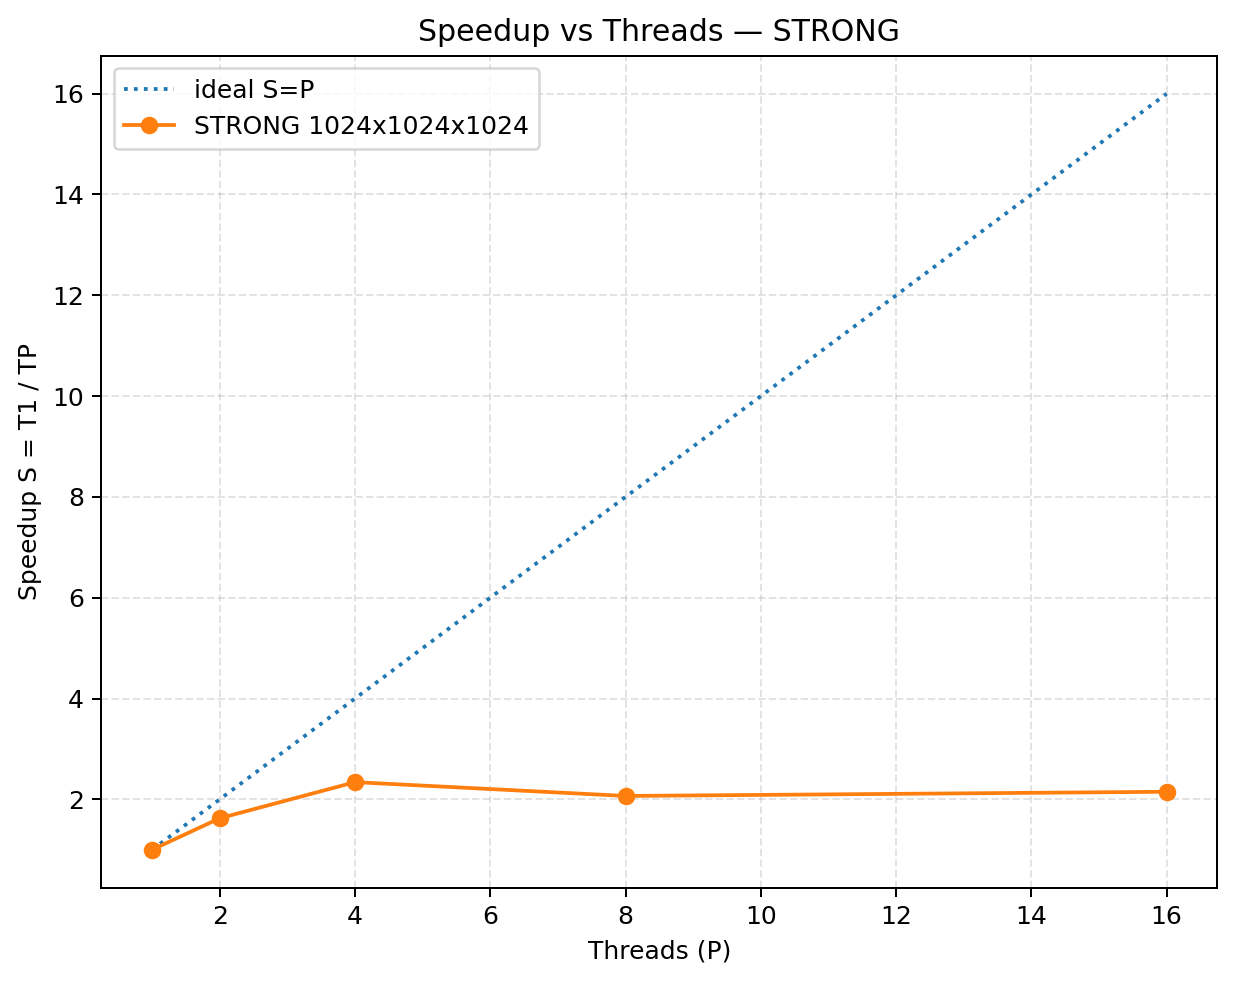 Speedup vs Threads — STRONG
ideal S=P
STRONG 1024x1024x1024
Speedup S = T1 / TP
16
14
12
10
8
6
4
2
2 4 6 8 10 12 14 16
Threads (P)